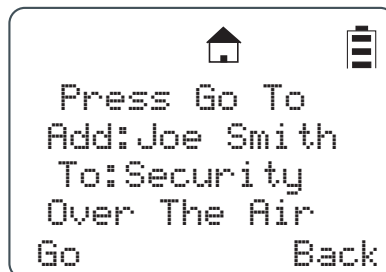 Press Go To
Add:Joe Smith
To:Security
Over The Air
Go Back